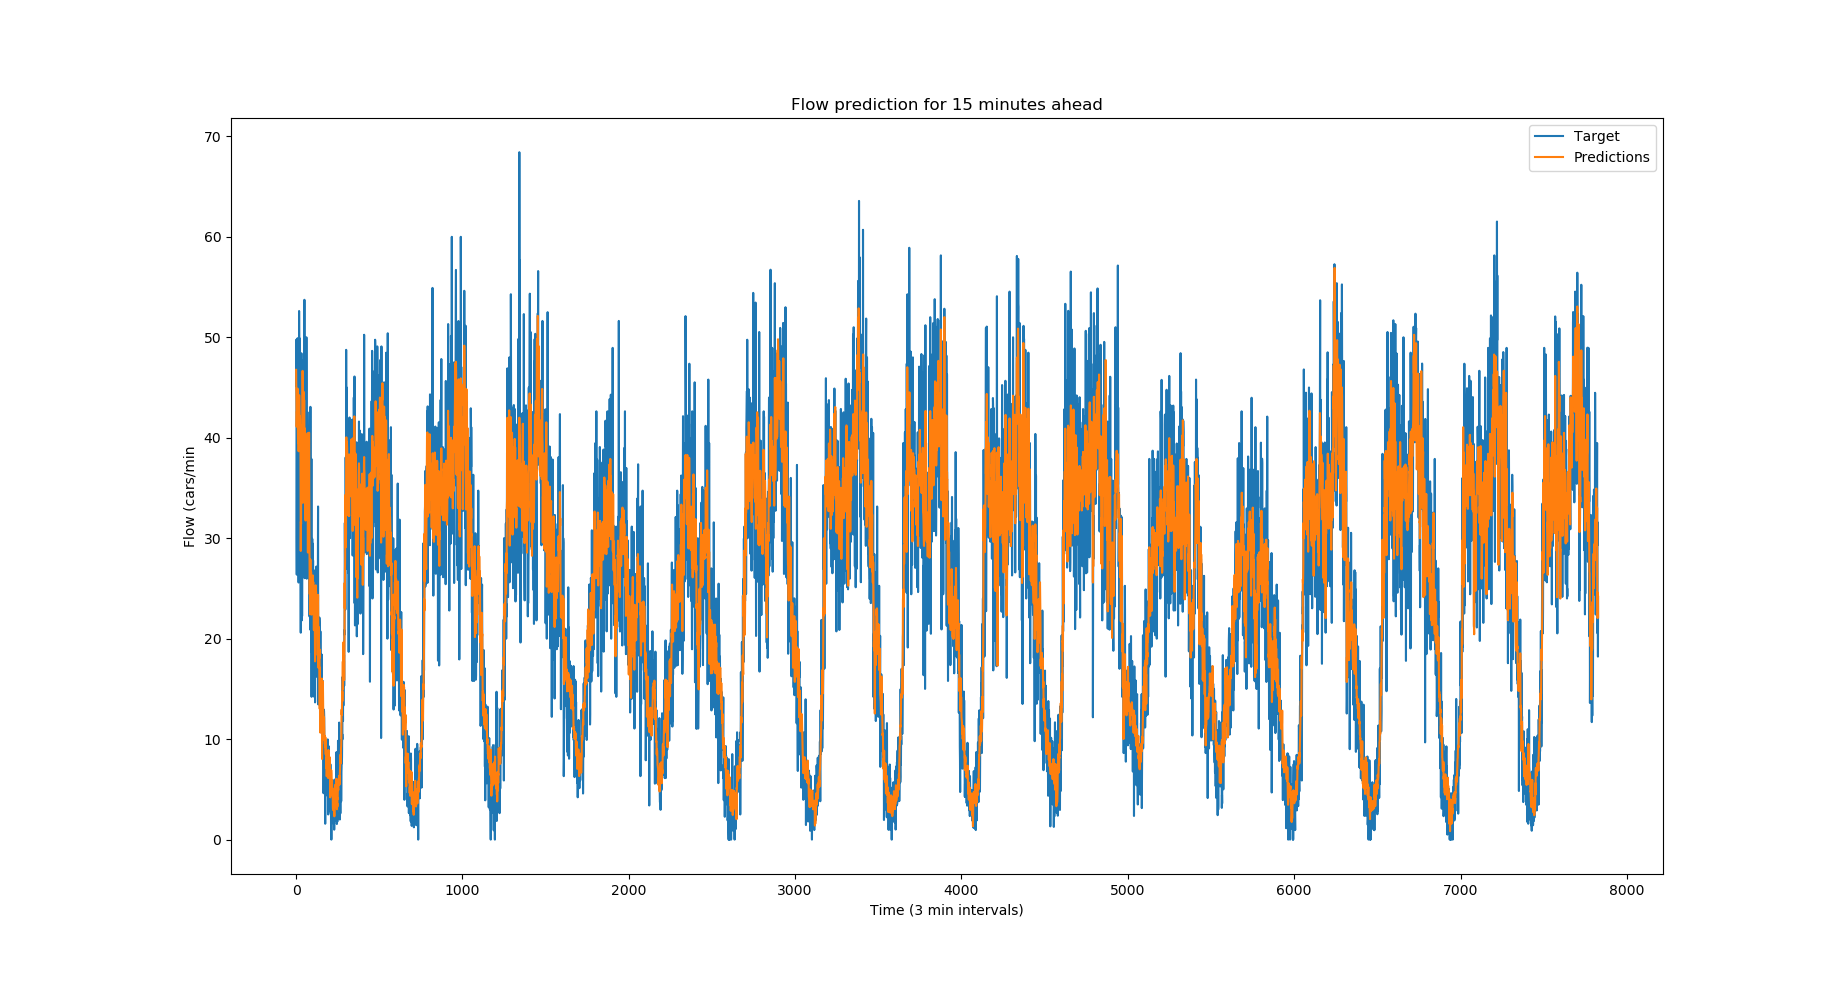 Flow prediction for 15 minutes ahead
Target
Predictions
70
60
50
40
30
20
10
0
Flow (cars/min
0 1000 2000 3000 4000 5000 6000 7000 8000
Time (3 min intervals)